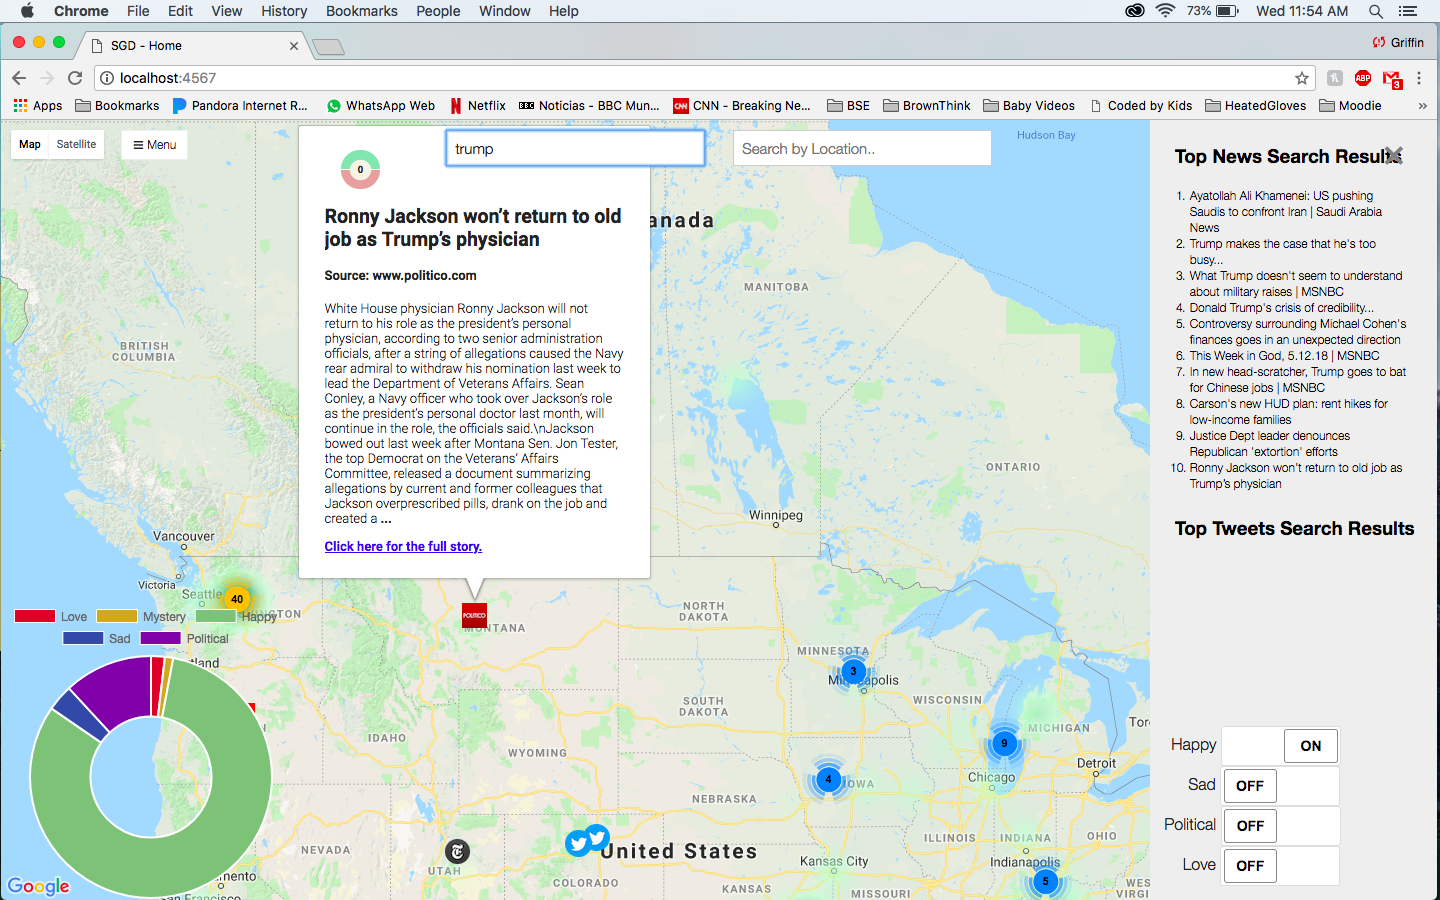 Chrome File Edit View History Bookmarks People Window Help
73% Wed 11:54 AM
SGD - Home
Griffin
localhost:4567
ABP
3
Apps Bookmarks Pandora Internet R... WhatsApp Web Netflix BBC Noticias - BBC Mun... CNN CNN - Breaking Ne... BSE BrownThink Baby Videos Coded by Kids HeatedGloves Moodie »
Map Satellite
Menu
trump
Search by Location..
Hudson Bay
0
Ronny Jackson won’t return to old
job as Trump’s physician
Source: www.politico.com
White House physician Ronny Jackson will not
return to his role as the president’s personal
physician, according to two senior administration
officials, after a string of allegations caused the Navy
rear admiral to withdraw his nomination last week to
lead the Department of Veterans Affairs. Sean
Conley, a Navy officer who took over Jackson’s role
as the president’s personal doctor last month, will
continue in the role, the officials said.\nJackson
bowed out last week after Montana Sen. Jon Tester,
the top Democrat on the Veterans’ Affairs
Committee, released a document summarizing
allegations by current and former colleagues that
Jackson overprescribed pills, drank on the job and
created a ...
Click here for the full story.
anada
MANITOBA
BRITISH
COLUMBIA
ONTARIO
Winnipeg
Vancouver
Victoria
Seattle
40
NGTON
POLITICO
MONTANA
NORTH
DAKOTA
MINNESOTA
3
Minneapolis
SOUTH
DAKOTA
WISCONSIN
MICHIGAN
Toro
9
Chicago
Detroit
IDAHO
WYOMING
4
IOWA
NEBRASKA
ILLINOIS
INDIANA
OHIO
NEVADA
UTAH
United States
COLORADO
Kansas City
KANSAS
MISSOURI
Indianapolis
5
WES
VIRGIN
tland
mento
San Francisco
Love Mystery Happy
Sad Political
Google
Top News Search Results
1. Ayatollah Ali Khamenei: US pushing
Saudis to confront Iran | Saudi Arabia
News
2. Trump makes the case that he's too
busy...
3. What Trump doesn't seem to understand
about military raises | MSNBC
4. Donald Trump's crisis of credibility...
5. Controversy surrounding Michael Cohen's
finances goes in an unexpected direction
6. This Week in God, 5.12.18 | MSNBC
7. In new head-scratcher, Trump goes to bat
for Chinese jobs | MSNBC
8. Carson's new HUD plan: rent hikes for
low-income families
9. Justice Dept leader denounces
Republican 'extortion' efforts
10. Ronny Jackson won’t return to old job as
Trump’s physician
Top Tweets Search Results
Happy ON
Sad OFF
Political OFF
Love OFF